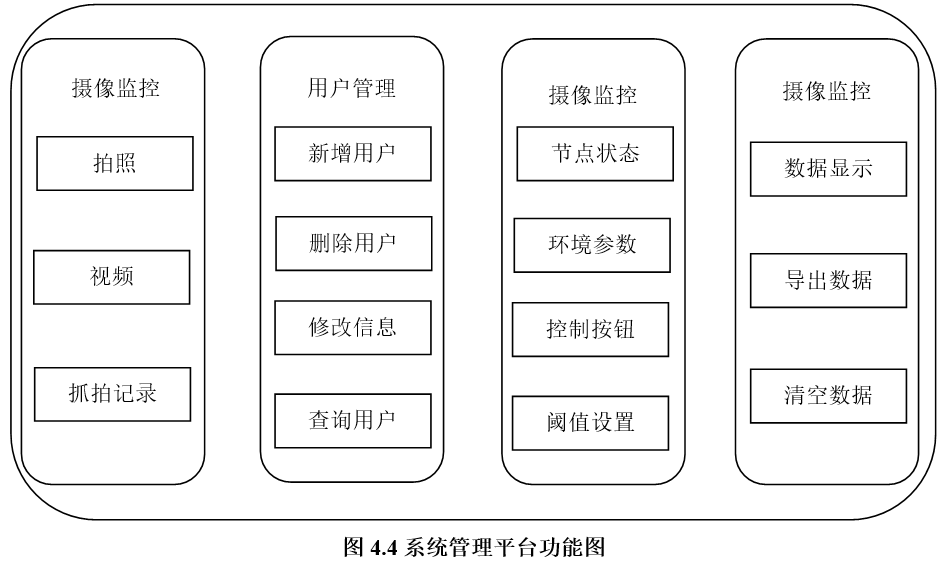 摄像监控
拍照
视频
抓拍记录
用户管理
新增用户
删除用户
修改信息
查询用户
摄像监控
节点状态
环境参数
控制按钮
阈值设置
摄像监控
数据显示
导出数据
清空数据
图 4.4 系统管理平台功能图